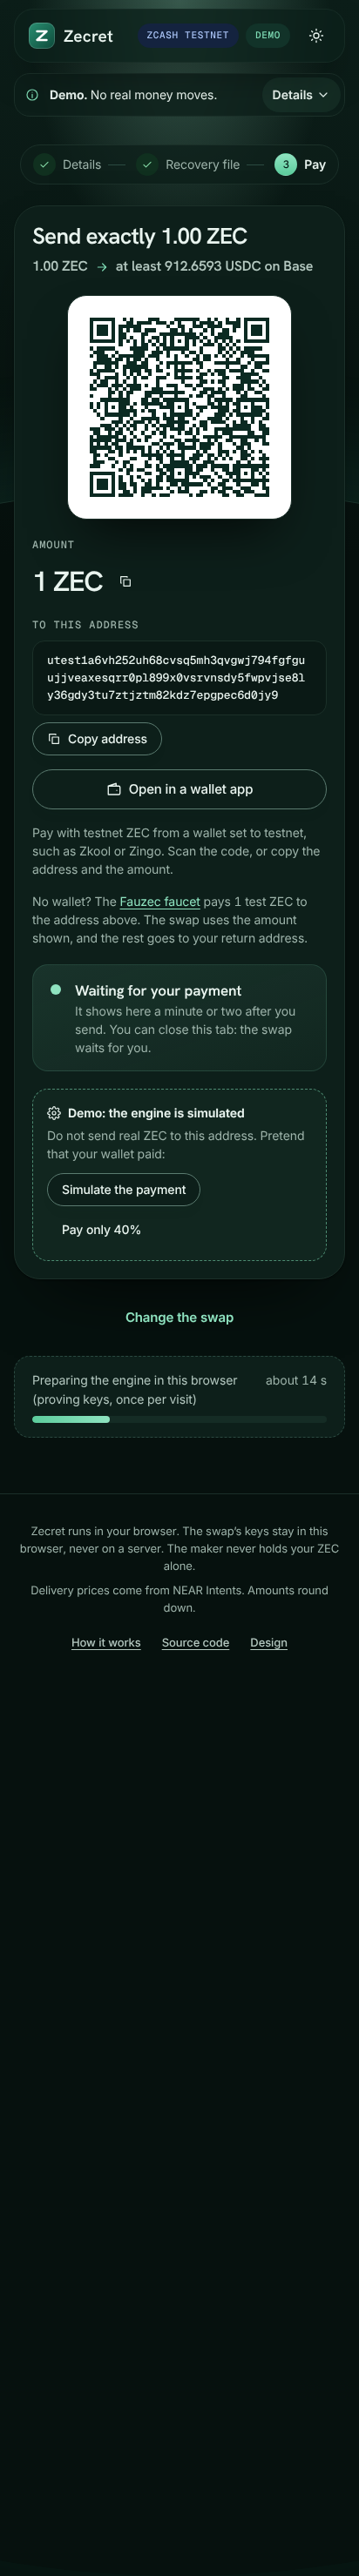 Zecret
ZCASH TESTNET
DEMO
Demo. No real money moves.
Details
Details
Recovery file
3
Pay
Send exactly 1.00 ZEC
1.00 ZEC → at least 912.6593 USDC on Base
AMOUNT
1 ZEC
TO THIS ADDRESS
utest1a6vh252uh68cvsq5mh3qvgwj794fgfgu
ujjveaxesqrr0pl899x0vsrvnsdy5fwpvjse8l
y36gdy3tu7ztjztm82kdz7epgpec6d0jy9
Copy address
Open in a wallet app
Pay with testnet ZEC from a wallet set to testnet,
such as Zkool or Zingo. Scan the code, or copy the
address and the amount.
No wallet? The Fauzec faucet pays 1 test ZEC to
the address above. The swap uses the amount
shown, and the rest goes to your return address.
Waiting for your payment
It shows here a minute or two after you
send. You can close this tab: the swap
waits for you.
Demo: the engine is simulated
Do not send real ZEC to this address. Pretend
that your wallet paid:
Simulate the payment
Pay only 40%
Change the swap
Preparing the engine in this browser
(proving keys, once per visit)
about 14 s
Zecret runs in your browser. The swap's keys stay in this
browser, never on a server. The maker never holds your ZEC
alone.
Delivery prices come from NEAR Intents. Amounts round
down.
How it works
Source code
Design